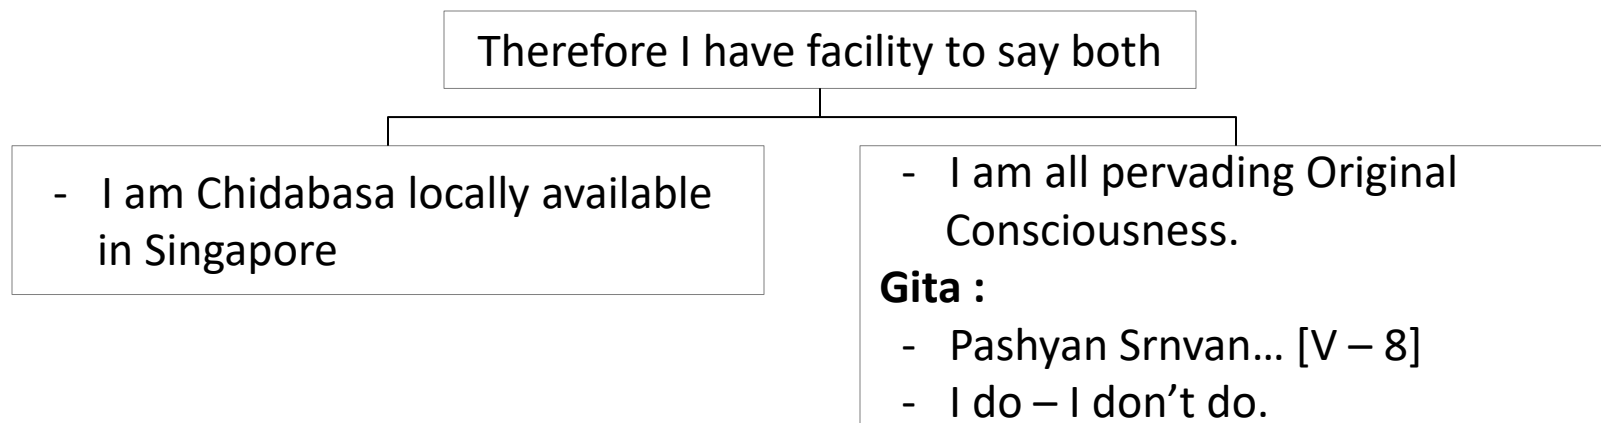 Therefore I have facility to say both
- I am Chidabasa locally available
in Singapore
- I am all pervading Original
Consciousness.
Gita :
- Pashyan Srnvan… [V – 8]
- I do – I don’t do.